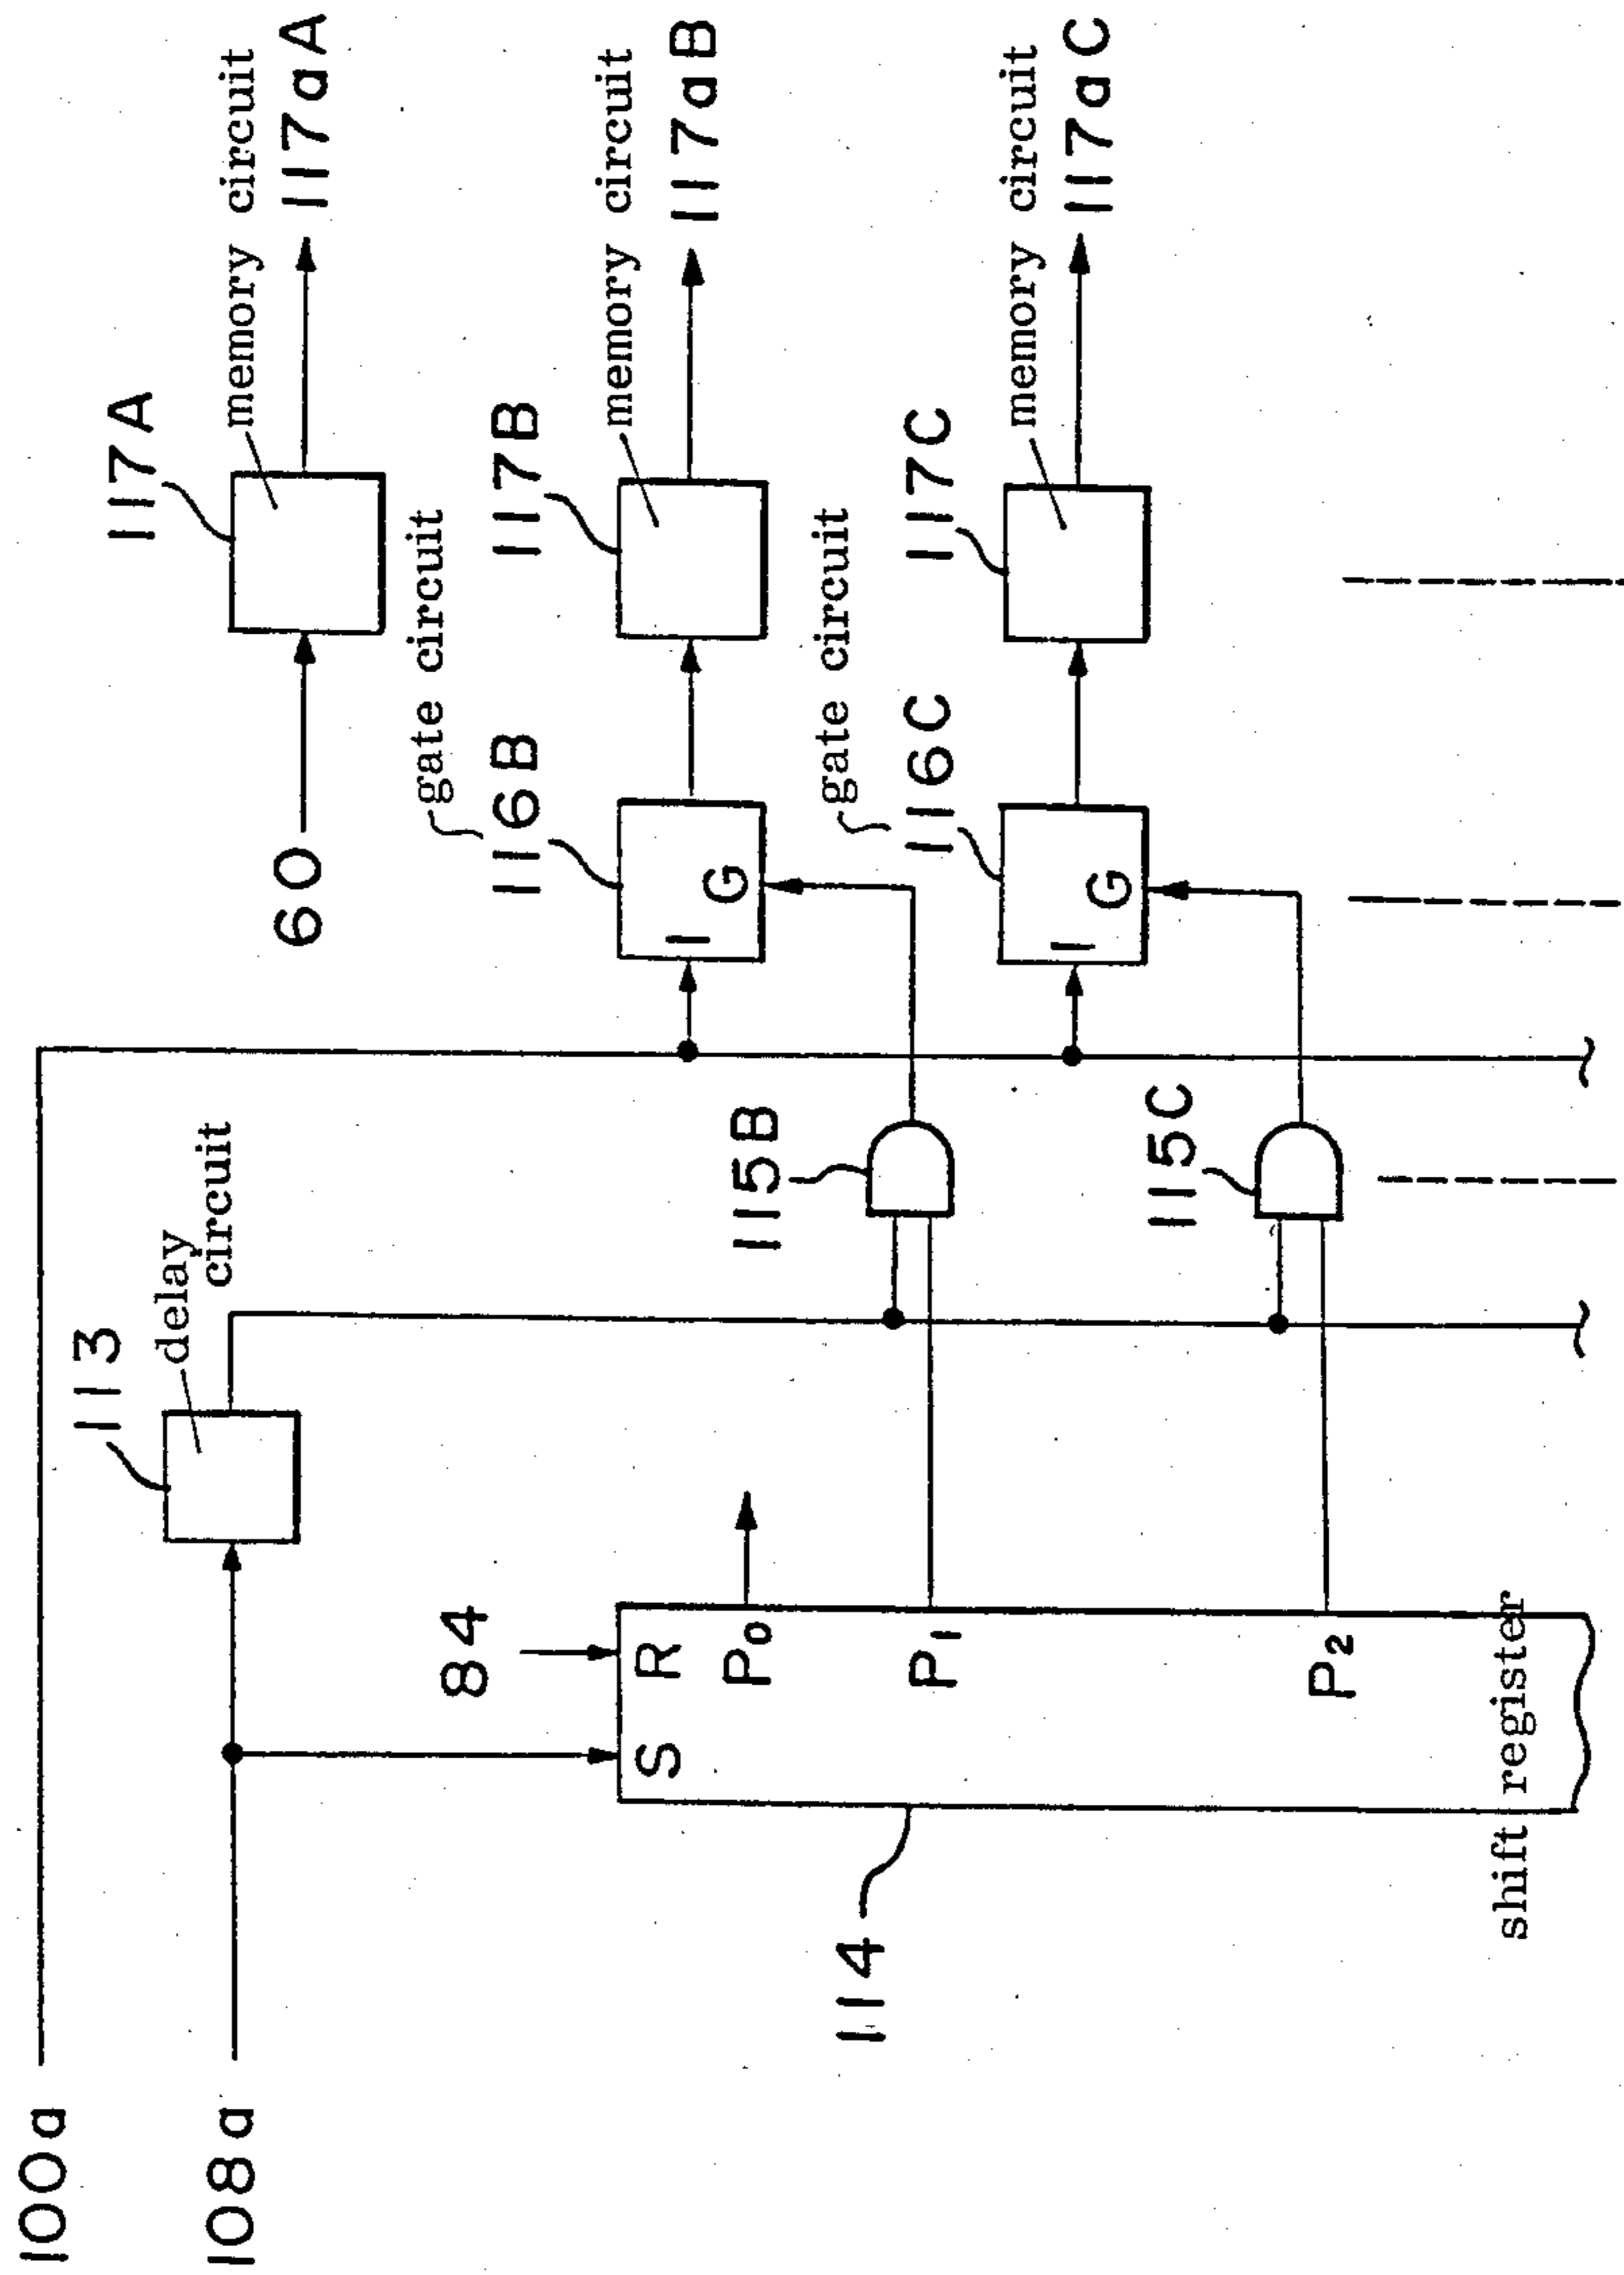 100a
108a
113
delay
circuit
60
117A
memory circuit
117aA
84
S
R
P0
P1
P2
114
shift register
115B
115C
gate circuit
116B
I
G
117B
memory circuit
117aB
gate circuit
116C
I
G
117C
memory circuit
117aC